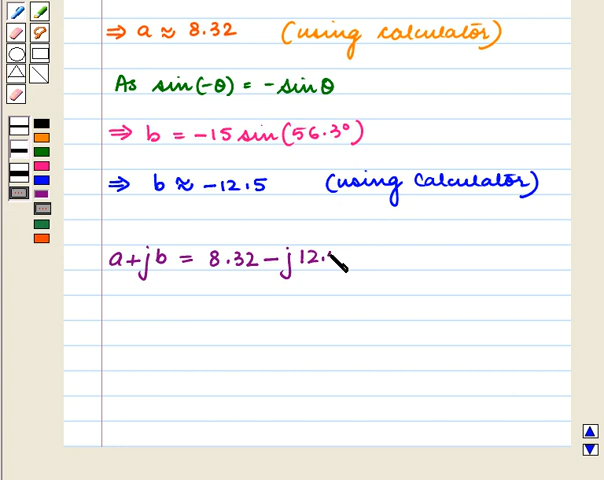 ⇒ a ≈ 8.32 (using calculator)
As sin(-θ) = -sinθ
⇒ b = -15 sin(56.3°)
⇒ b ≈ -12.5 (using calculator)
a+jb = 8.32 - j 12.